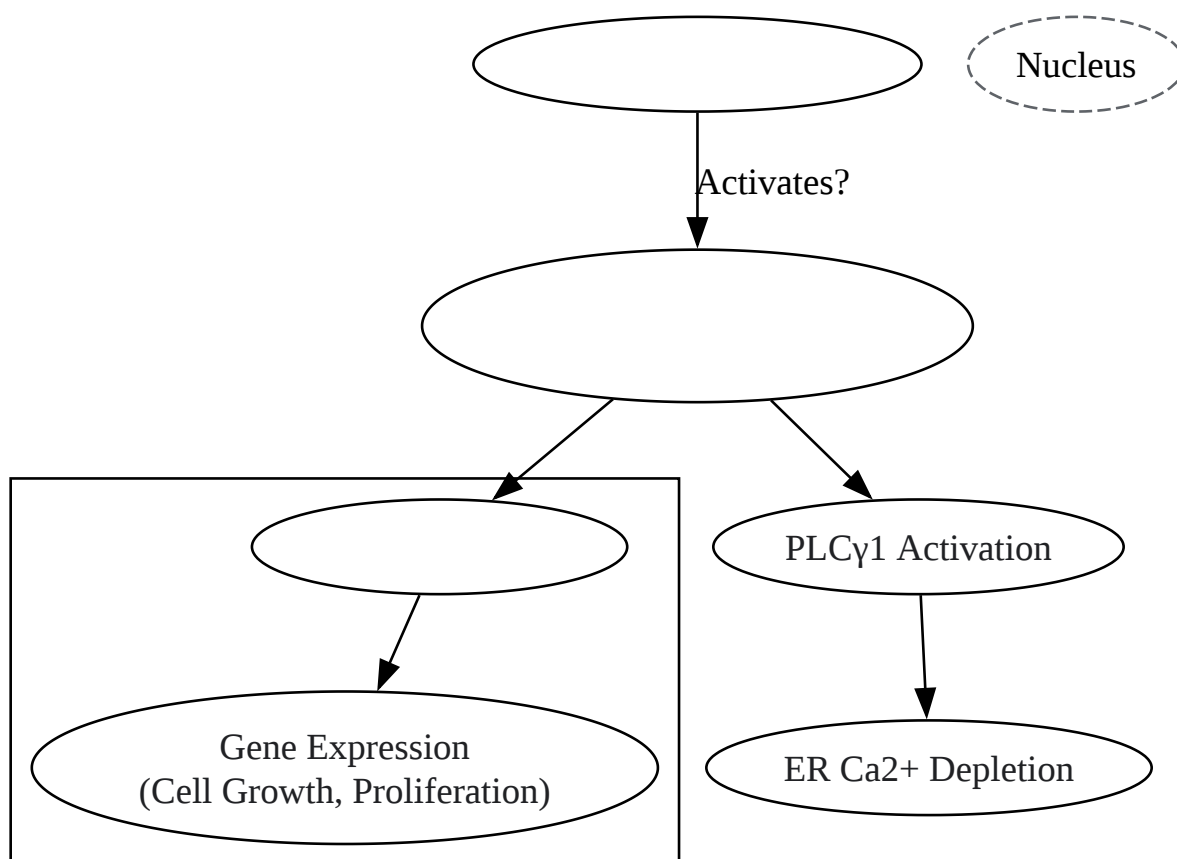 Nucleus
Activates?
PLCγ1 Activation
Gene Expression
(Cell Growth, Proliferation)
ER Ca2+ Depletion